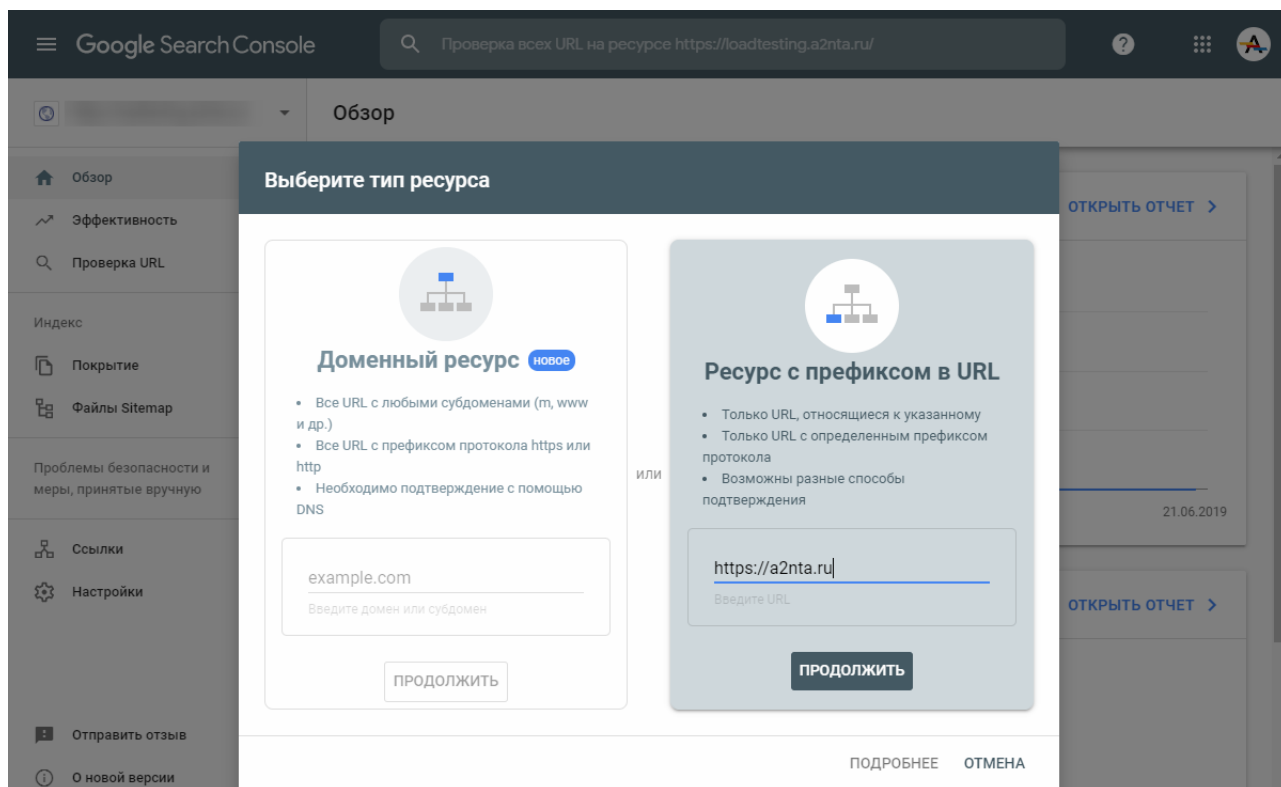 Google Search Console
Проверка всех URL на ресурсе https://loadtesting.a2nta.ru/
Обзор
Обзор
Эффективность
Проверка URL
Индекс
Покрытие
Файлы Sitemap
Проблемы безопасности и
меры, принятые вручную
Ссылки
Настройки
Отправить отзыв
О новой версии
Выберите тип ресурса
Доменный ресурс новое
• Все URL с любыми субдоменами (m, www
и др.)
• Все URL с префиксом протокола https или
http
• Необходимо подтверждение с помощью
DNS
example.com
Введите домен или субдомен
ПРОДОЛЖИТЬ
или
Ресурс с префиксом в URL
• Только URL, относящиеся к указанному
• Только URL с определенным префиксом
протокола
• Возможны разные способы
подтверждения
https://a2nta.ru
Введите URL
ПРОДОЛЖИТЬ
ПОДРОБНЕЕ ОТМЕНА
ОТКРЫТЬ ОТЧЕТ
21.06.2019
ОТКРЫТЬ ОТЧЕТ